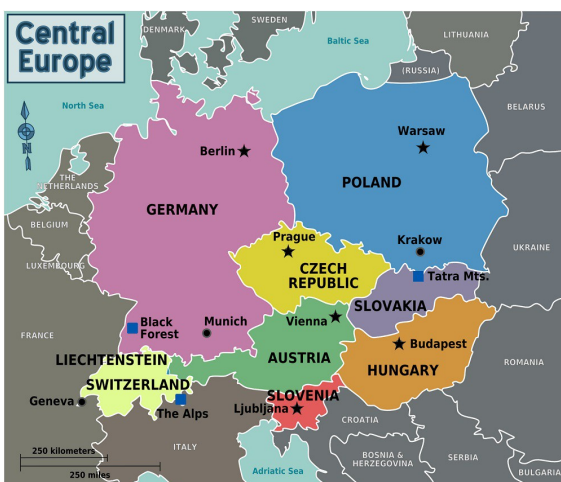 Central
Europe
DENMARK
SWEDEN
Baltic Sea
LITHUANIA
(RUSSIA)
North Sea
BELARUS
N
Warsaw
Berlin
THE
NETHERLANDS
POLAND
GERMANY
BELGIUM
Prague
Krakow
UKRAINE
LUXEMBOURG
CZECH
REPUBLIC
Tatra Mts.
SLOVAKIA
Black
Forest
Munich
Vienna
FRANCE
Budapest
LIECHTENSTEIN
AUSTRIA
ROMANIA
HUNGARY
SWITZERLAND
SLOVENIA
Geneva
The Alps
Ljubljana
CROATIA
ITALY
250 kilometers
250 miles
Adriatic Sea
BOSNIA &
HERZEGOVINA
SERBIA
BULGARIA